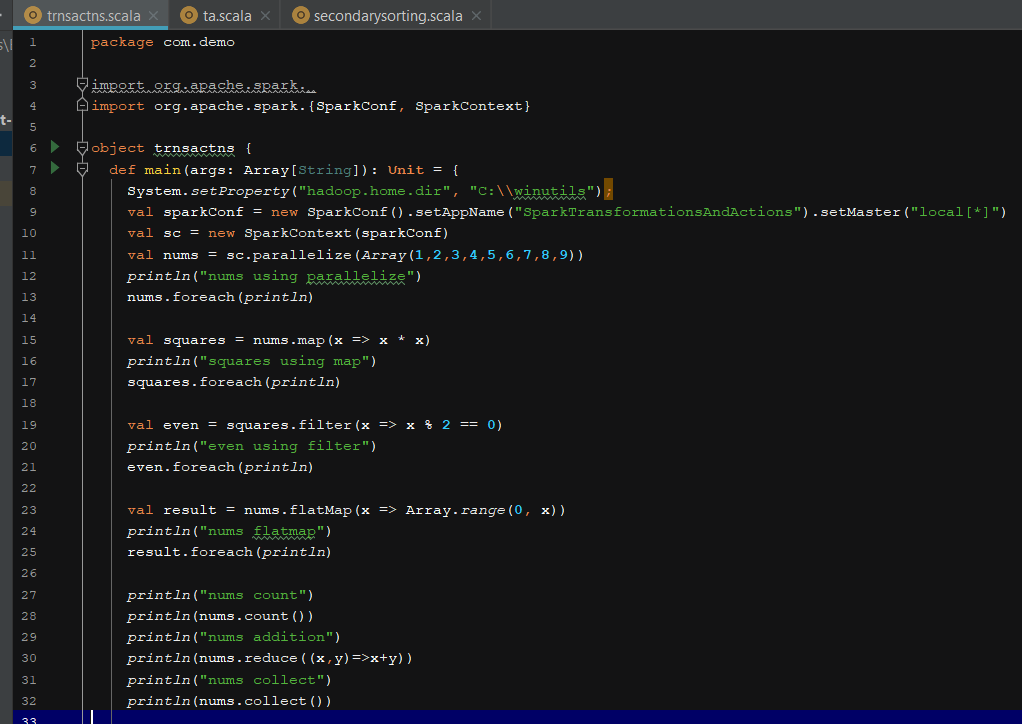 trnsactns.scala ta.scala secondarysorting.scala
1 package com.demo
2
3 import org.apache.spark._
4 import org.apache.spark.{SparkConf, SparkContext}
5
6 object trnsactns {
7 def main(args: Array[String]): Unit = {
8 System.setProperty("hadoop.home.dir", "C:\\winutils");
9 val sparkConf = new SparkConf().setAppName("SparkTransformationsAndActions").setMaster("local[*]")
10 val sc = new SparkContext(sparkConf)
11 val nums = sc.parallelize(Array(1,2,3,4,5,6,7,8,9))
12 println("nums using parallelize")
13 nums.foreach(println)
14
15 val squares = nums.map(x => x * x)
16 println("squares using map")
17 squares.foreach(println)
18
19 val even = squares.filter(x => x % 2 == 0)
20 println("even using filter")
21 even.foreach(println)
22
23 val result = nums.flatMap(x => Array.range(0, x))
24 println("nums flatmap")
25 result.foreach(println)
26
27 println("nums count")
28 println(nums.count())
29 println("nums addition")
30 println(nums.reduce((x,y)=>x+y))
31 println("nums collect")
32 println(nums.collect())
33